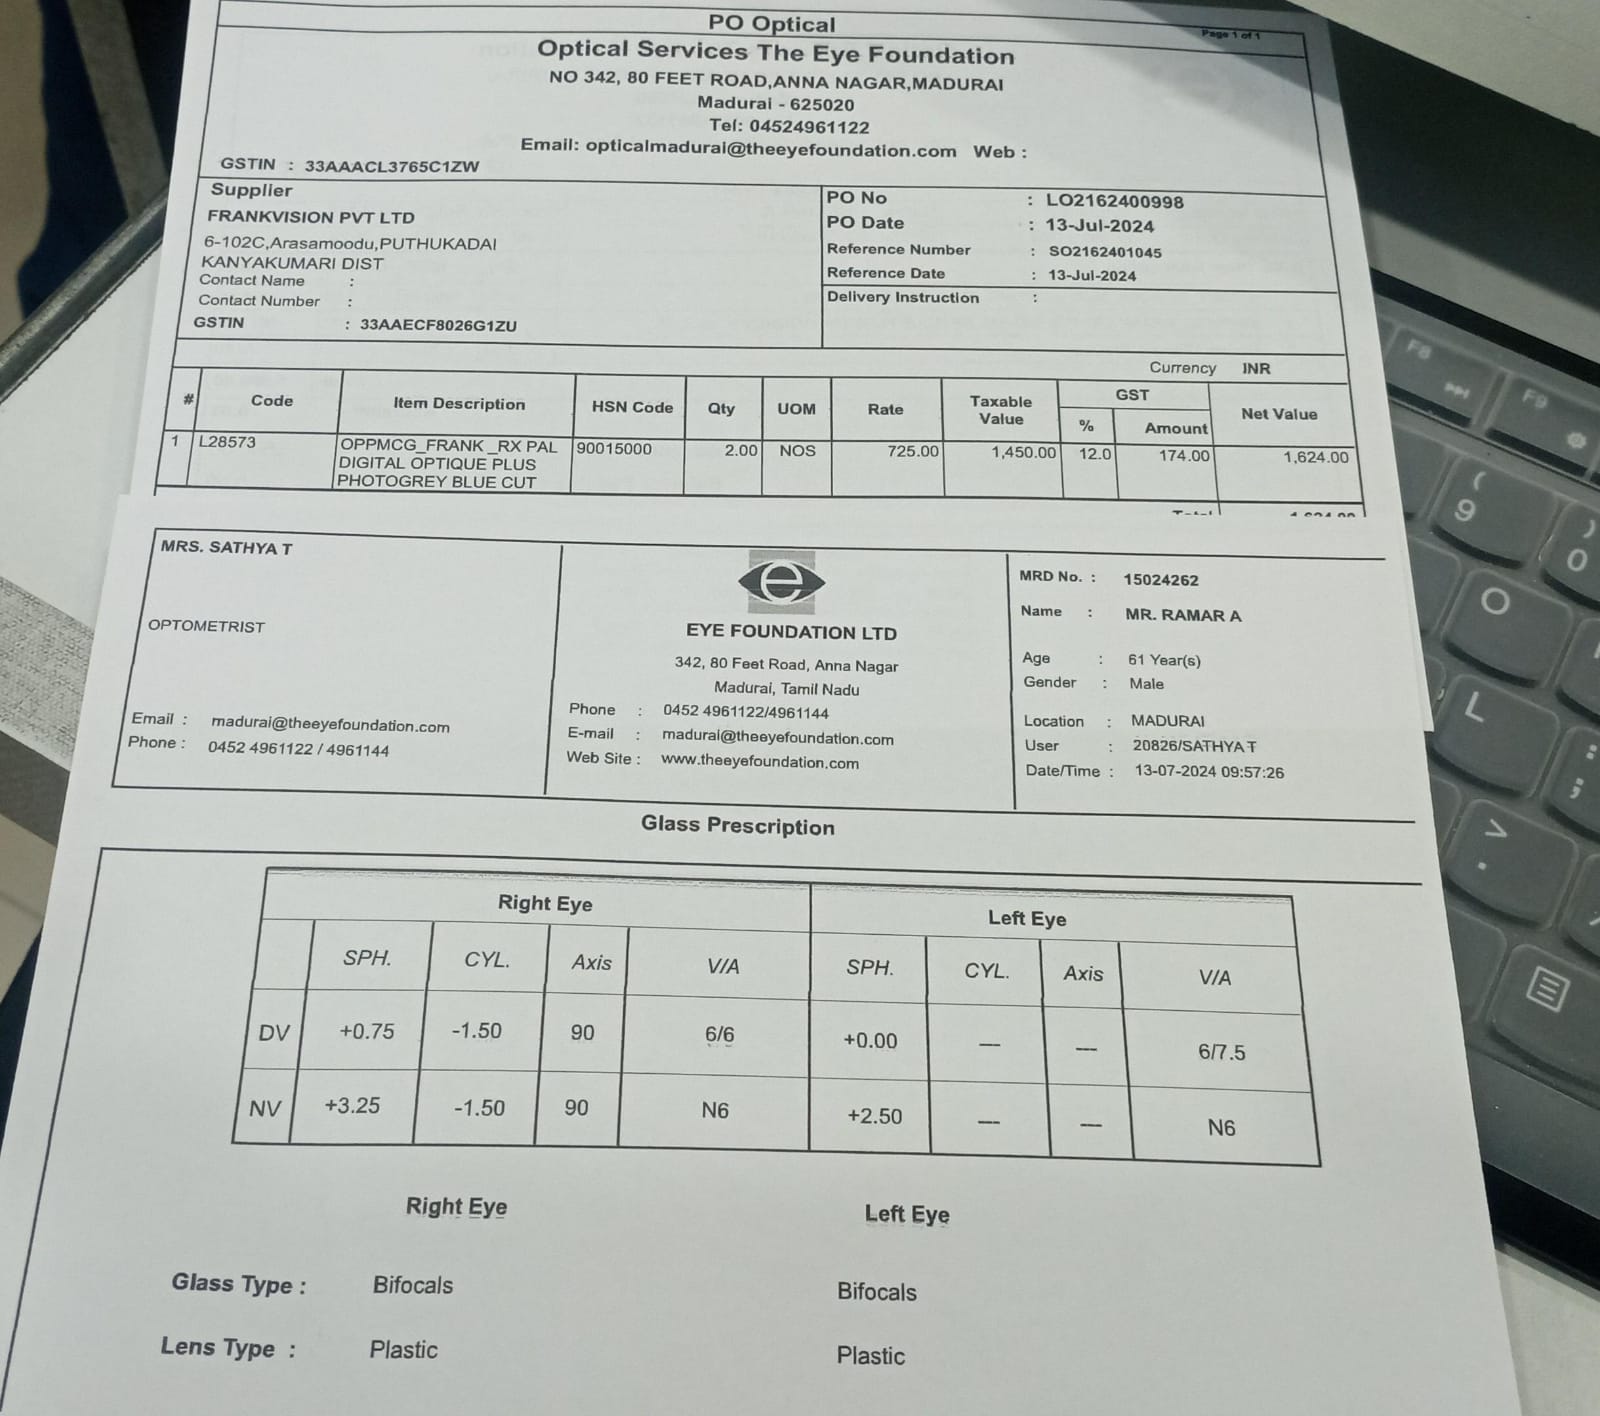 PO Optical
Page 1 of 1
Optical Services The Eye Foundation
NO 342, 80 FEET ROAD,ANNA NAGAR,MADURAI
Madurai - 625020
Tel: 04524961122
Email: opticalmadurai@theeyefoundation.com Web :
GSTIN : 33AAACL3765C1ZW
Supplier
FRANKVISION PVT LTD
6-102C,Arasamoodu,PUTHUKADAI
KANYAKUMARI DIST
Contact Name :
Contact Number :
GSTIN : 33AAECF8026G1ZU
PO No : LO2162400998
PO Date : 13-Jul-2024
Reference Number : SO2162401045
Reference Date : 13-Jul-2024
Delivery Instruction :
Currency INR
# Code Item Description HSN Code Qty UOM Rate Taxable Value GST % Amount Net Value
1 L28573 OPPMCG_FRANK _RX PAL 90015000 2.00 NOS 725.00 1,450.00 12.0 174.00 1,624.00
DIGITAL OPTIQUE PLUS
PHOTOGREY BLUE CUT
Total 1,624.00
MRS. SATHYA T
OPTOMETRIST
Email : madurai@theeyefoundation.com
Phone : 0452 4961122 / 4961144
e
EYE FOUNDATION LTD
342, 80 Feet Road, Anna Nagar
Madurai, Tamil Nadu
Phone : 0452 4961122/4961144
E-mail : madurai@theeyefoundation.com
Web Site : www.theeyefoundation.com
MRD No. : 15024262
Name : MR. RAMAR A
Age : 61 Year(s)
Gender : Male
Location : MADURAI
User : 20826/SATHYA T
Date/Time : 13-07-2024 09:57:26
Glass Prescription
Right Eye Left Eye
SPH. CYL. Axis V/A SPH. CYL. Axis V/A
DV +0.75 -1.50 90 6/6 +0.00 --- --- 6/7.5
NV +3.25 -1.50 90 N6 +2.50 --- --- N6
Right Eye Left Eye
Glass Type : Bifocals Bifocals
Lens Type : Plastic Plastic
F8
F9
( 9
) 0
O
L
: ;
> .